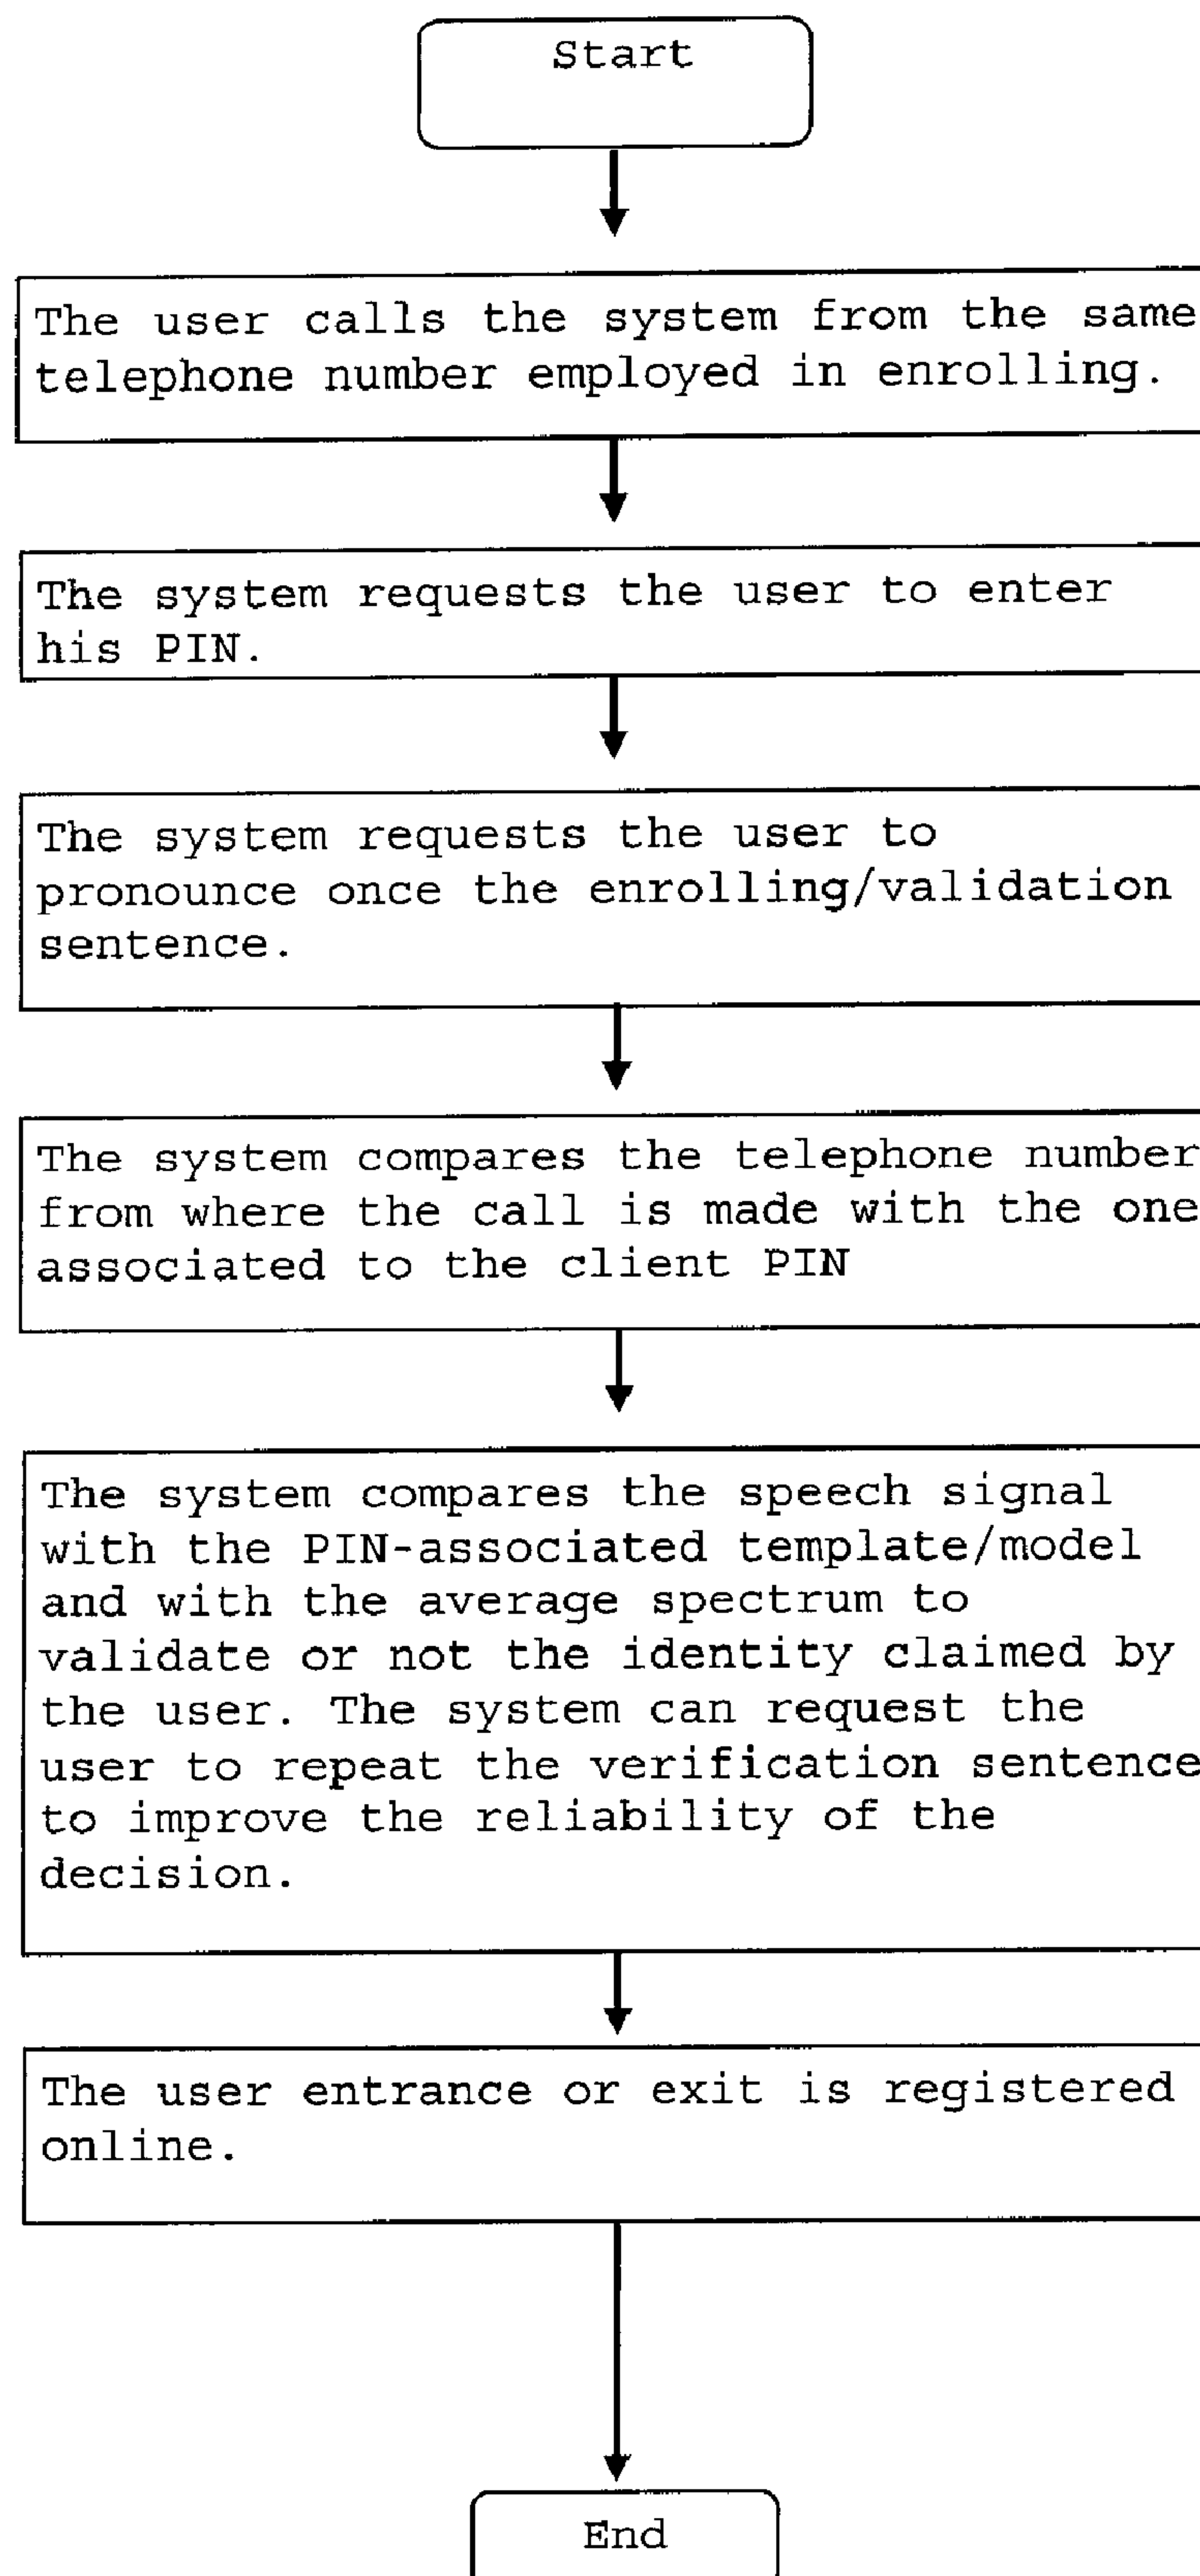 Start
The user calls the system from the same
telephone number employed in enrolling.
The system requests the user to enter
his PIN.
The system requests the user to
pronounce once the enrolling/validation
sentence.
The system compares the telephone number
from where the call is made with the one
associated to the client PIN
The system compares the speech signal
with the PIN-associated template/model
and with the average spectrum to
validate or not the identity claimed by
the user. The system can request the
user to repeat the verification sentence
to improve the reliability of the
decision.
The user entrance or exit is registered
online.
End